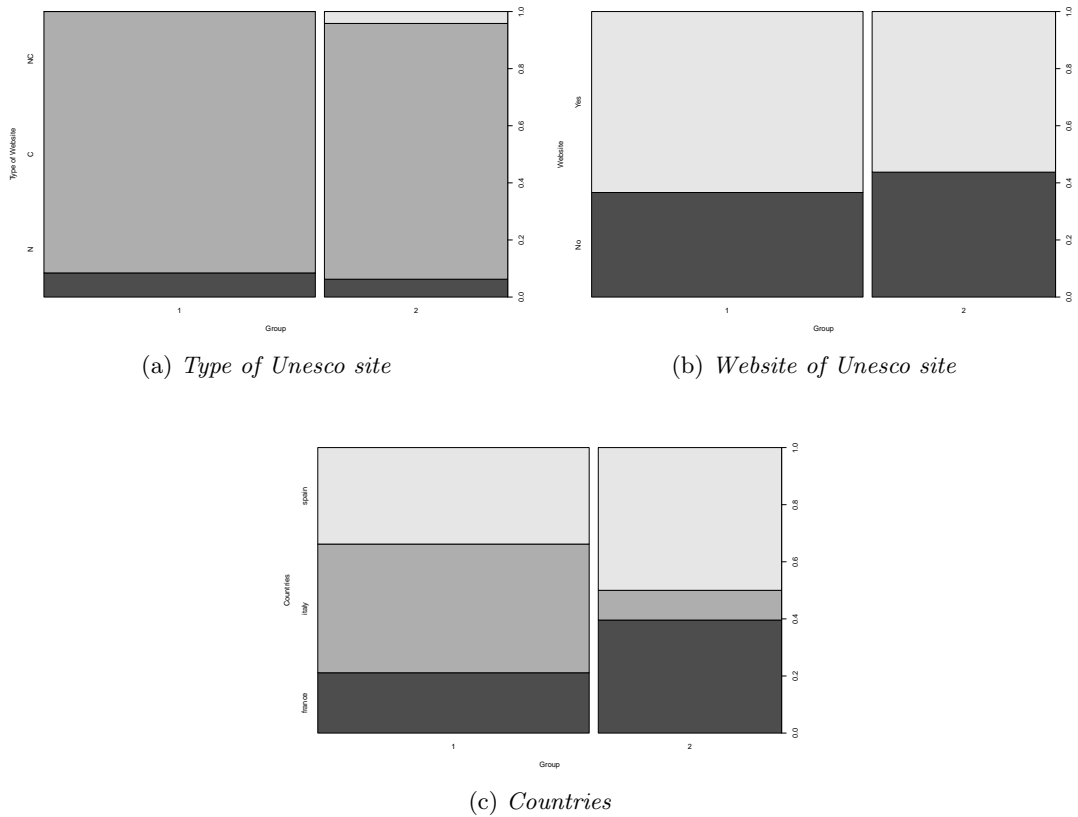 NC
C
N
Type of Website
1
2
Group
0.0
0.2
0.4
0.6
0.8
1.0
(a) Type of Unesco site
Yes
No
Website
1
2
Group
0.0
0.2
0.4
0.6
0.8
1.0
(b) Website of Unesco site
spain
italy
france
Countries
1
2
Group
0.0
0.2
0.4
0.6
0.8
1.0
(c) Countries